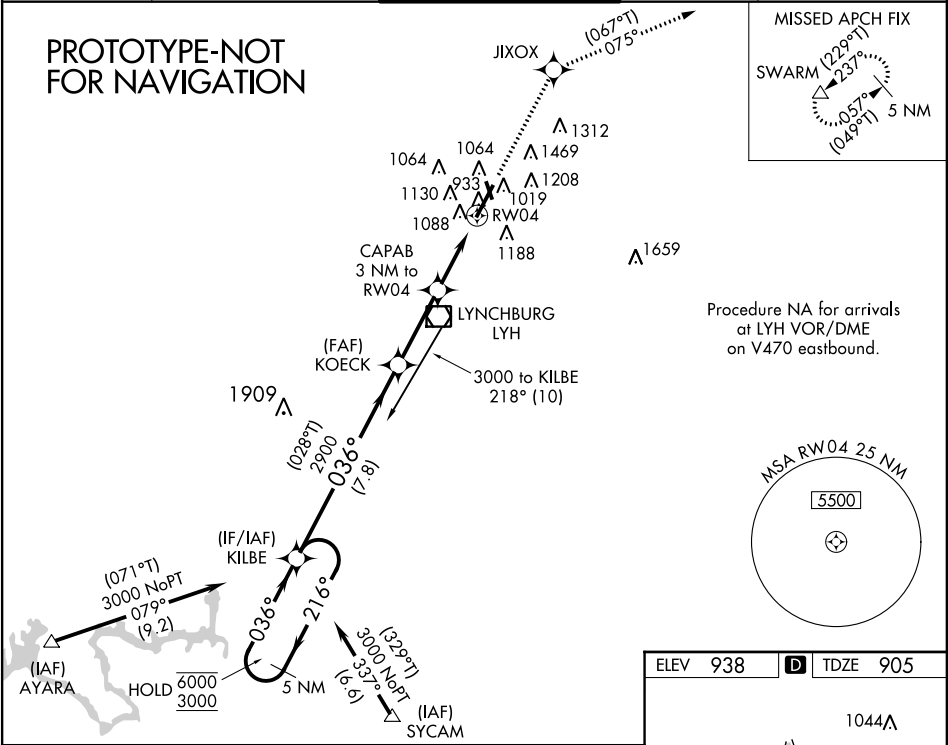 PROTOTYPE-NOT
FOR NAVIGATION
JIXOX
(067°T)
075°
MISSED APCH FIX
SWARM
(229°T)
237°
057°
(049°T)
5 NM
1312
1469
1064
1064
1208
1130
933
1019
1088
RW04
1188
1659
CAPAB
3 NM to
RW04
LYNCHBURG
LYH
Procedure NA for arrivals
at LYH VOR/DME
on V470 eastbound.
(FAF)
KOECK
3000 to KILBE
218° (10)
1909
(028°T)
2900
036°
(7.8)
MSA RW04 25 NM
5500
(IF/IAF)
KILBE
(071°T)
3000 NoPT
079°
(9.2)
036°
216°
(329°T)
3000 NoPT
337°
(6.6)
(IAF)
AYARA
HOLD
6000
3000
5 NM
(IAF)
SYCAM
ELEV 938
D
TDZE 905
1044